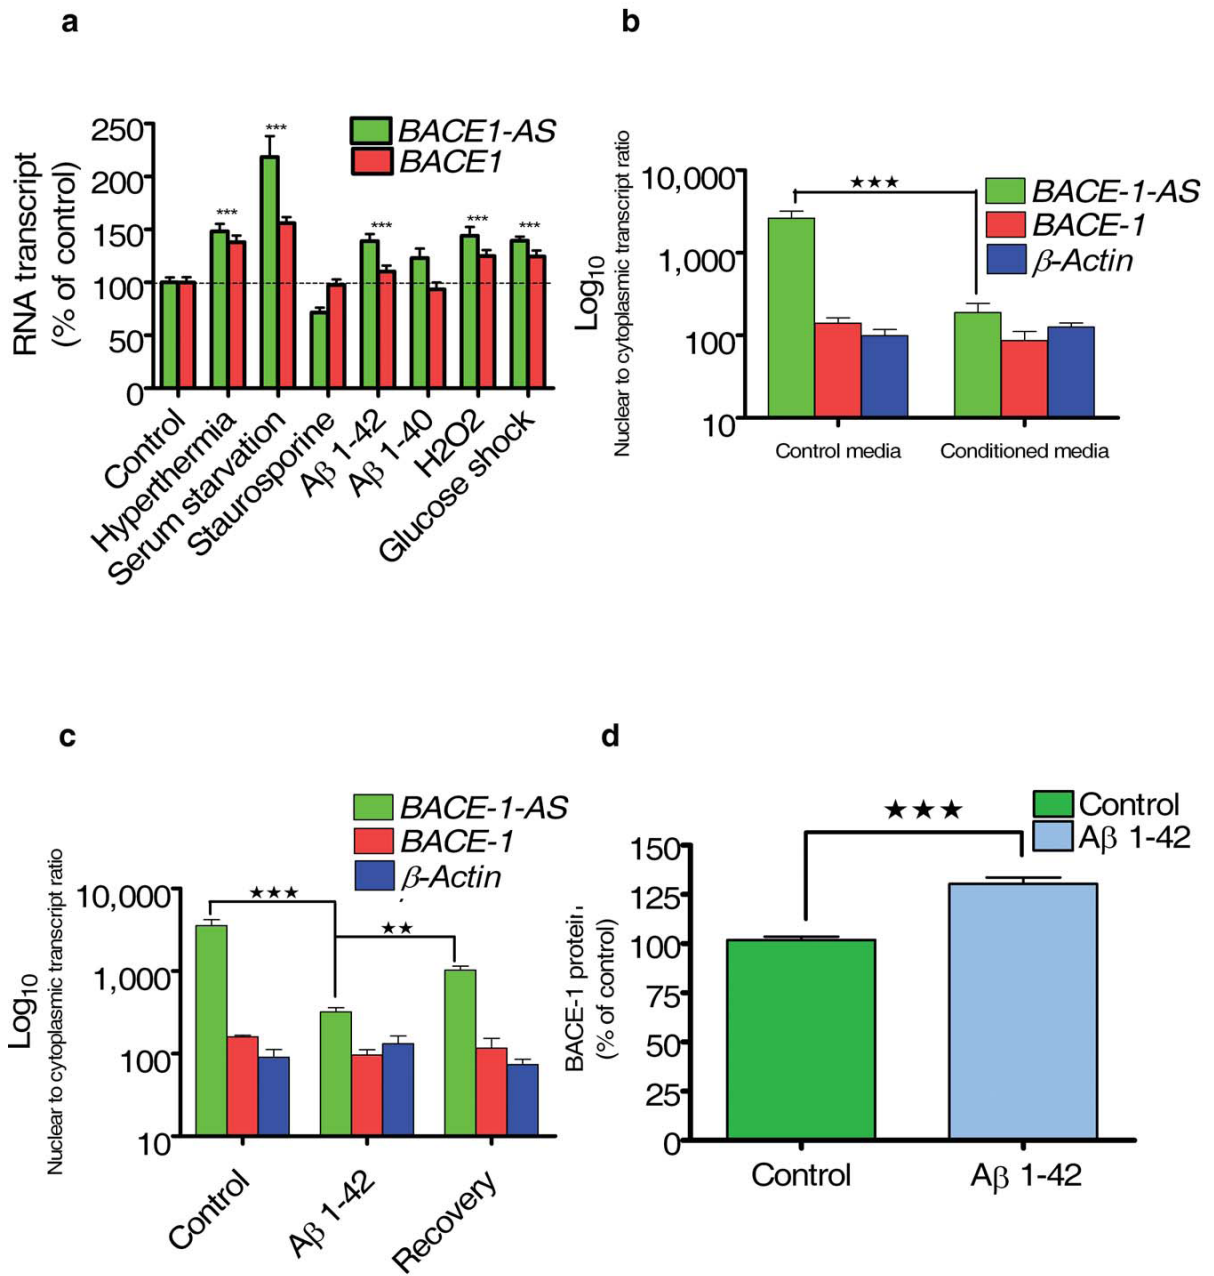 a
250
200
150
100
50
0
RNA transcript
(% of control)
***
***
***
***
***
BACE1-AS
BACE1
Control
Hyperthermia
Serum starvation
Staurosporine
Aβ 1-42
Aβ 1-40
H2O2
Glucose shock
b
10,000
1,000
100
10
Log10
Nuclear to cytoplasmic transcript ratio
★★★
BACE-1-AS
BACE-1
β-Actin
Control media
Conditioned media
c
10,000
1,000
100
10
Log10
Nuclear to cytoplasmic transcript ratio
★★★
★★
BACE-1-AS
BACE-1
β-Actin
Control
Aβ 1-42
Recovery
d
150
125
100
75
50
25
0
BACE-1 protein
(% of control)
★★★
Control
Aβ 1-42
Control
Aβ 1-42